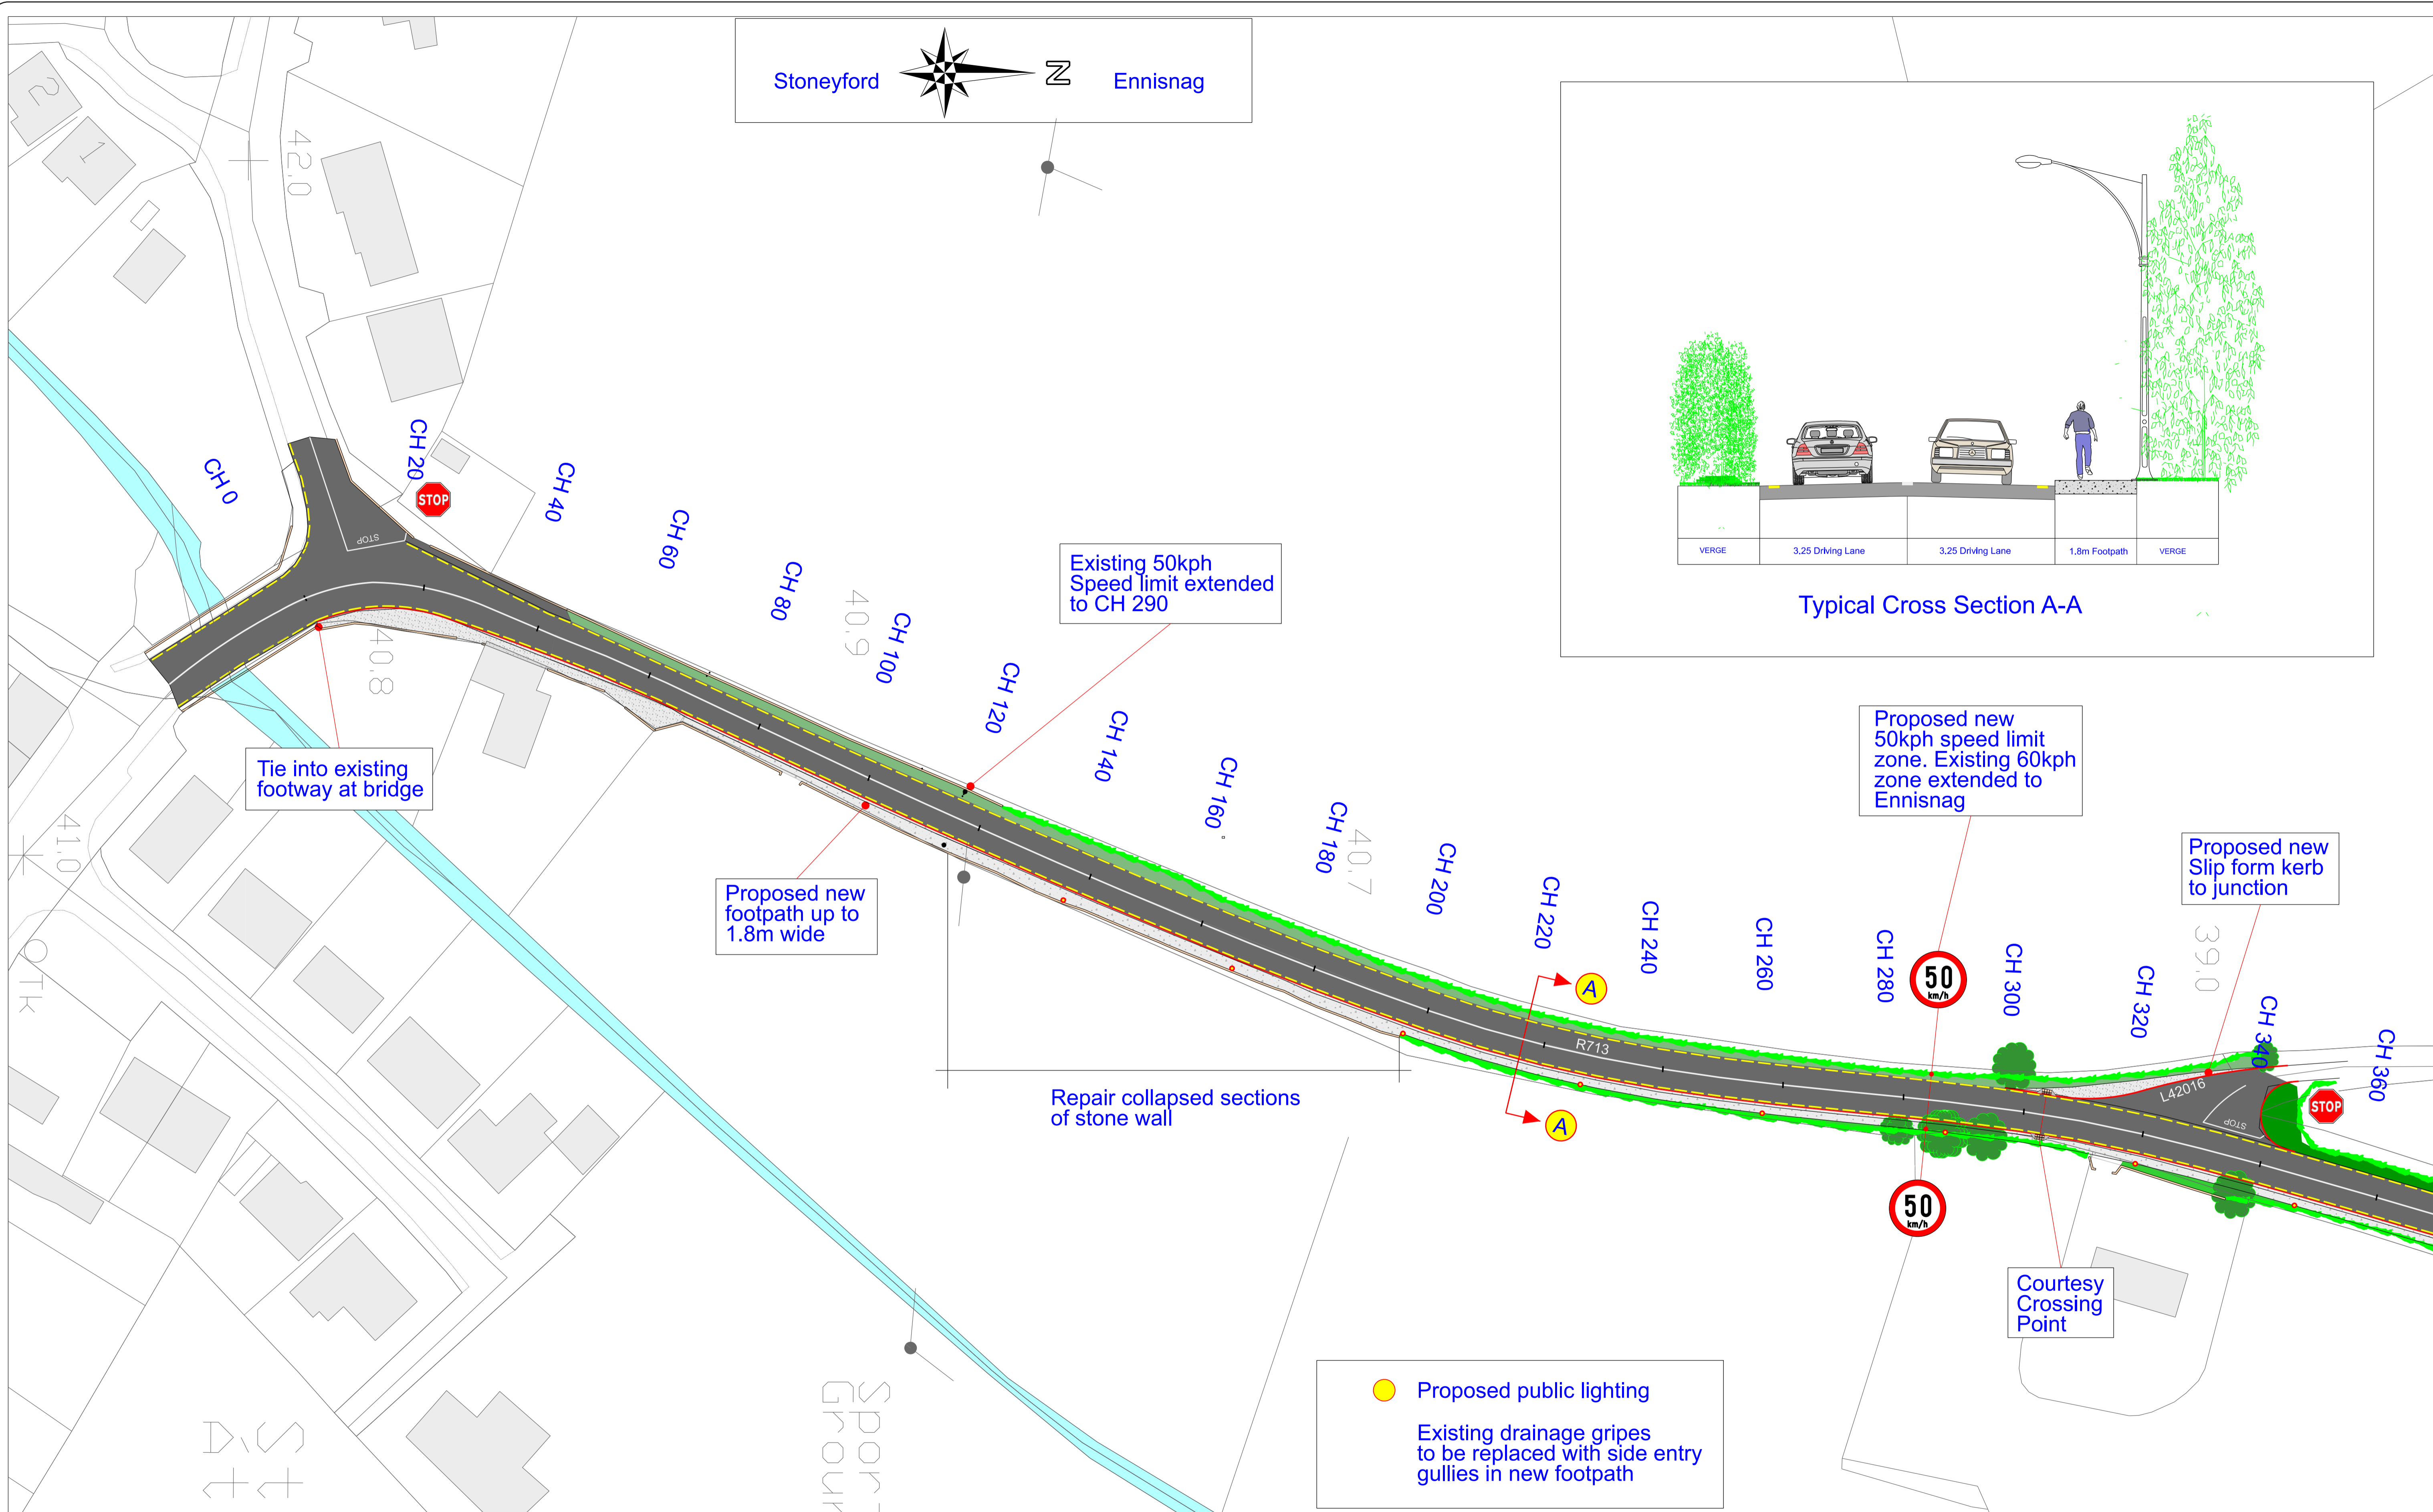 Stoneyford
N
Ennisnag
2
1
42.0
CH 0
CH 20
STOP
STOP
CH 40
CH 60
CH 80
40.9
CH 100
CH 120
CH 140
CH 160
CH 180
40.7
CH 200
CH 220
CH 240
CH 260
CH 280
CH 300
CH 320
39.0
CH 340
CH 360
40.8
41.0
TK
Existing 50kph
Speed limit extended
to CH 290
VERGE
3.25 Driving Lane
3.25 Driving Lane
1.8m Footpath
VERGE
Typical Cross Section A-A
Tie into existing
footway at bridge
Proposed new
footpath up to
1.8m wide
Proposed new
50kph speed limit
zone. Existing 60kph
zone extended to
Ennisnag
Proposed new
Slip form kerb
to junction
50
km/h
A
R713
A
L42016
STOP
STOP
50
km/h
Repair collapsed sections
of stone wall
Courtesy
Crossing
Point
Proposed public lighting
Existing drainage gripes
to be replaced with side entry
gullies in new footpath